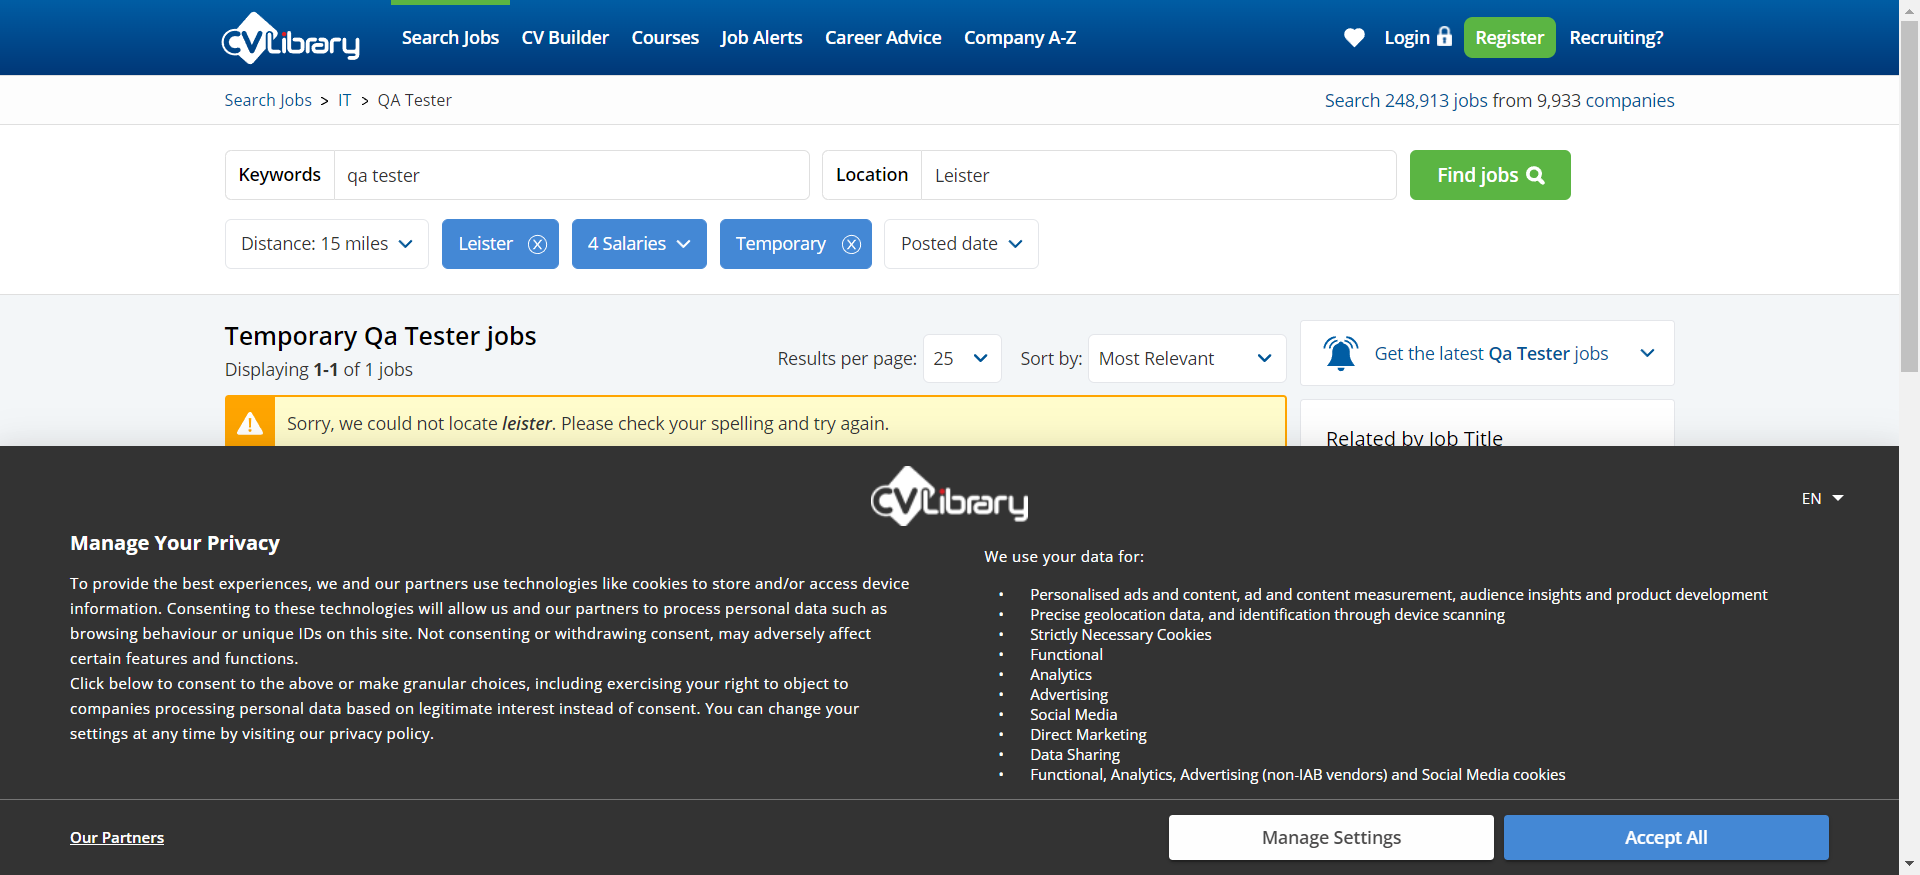 CVLibrary
Search Jobs
CV Builder
Courses
Job Alerts
Career Advice
Company A-Z
Login
Register
Recruiting?
Search Jobs > IT > QA Tester
Search 248,913 jobs from 9,933 companies
Keywords
qa tester
Location
Leister
Find jobs
Distance: 15 miles
Leister
4 Salaries
Temporary
Posted date
Temporary Qa Tester jobs
Displaying 1-1 of 1 jobs
Results per page:
25
Sort by:
Most Relevant
Get the latest Qa Tester jobs
Sorry, we could not locate leister. Please check your spelling and try again.
Related by Job Title
CVLibrary
EN
Manage Your Privacy
To provide the best experiences, we and our partners use technologies like cookies to store and/or access device
information. Consenting to these technologies will allow us and our partners to process personal data such as
browsing behaviour or unique IDs on this site. Not consenting or withdrawing consent, may adversely affect
certain features and functions.
Click below to consent to the above or make granular choices, including exercising your right to object to
companies processing personal data based on legitimate interest instead of consent. You can change your
settings at any time by visiting our privacy policy.
We use your data for:
• Personalised ads and content, ad and content measurement, audience insights and product development
• Precise geolocation data, and identification through device scanning
• Strictly Necessary Cookies
• Functional
• Analytics
• Advertising
• Social Media
• Direct Marketing
• Data Sharing
• Functional, Analytics, Advertising (non-IAB vendors) and Social Media cookies
Our Partners
Manage Settings
Accept All